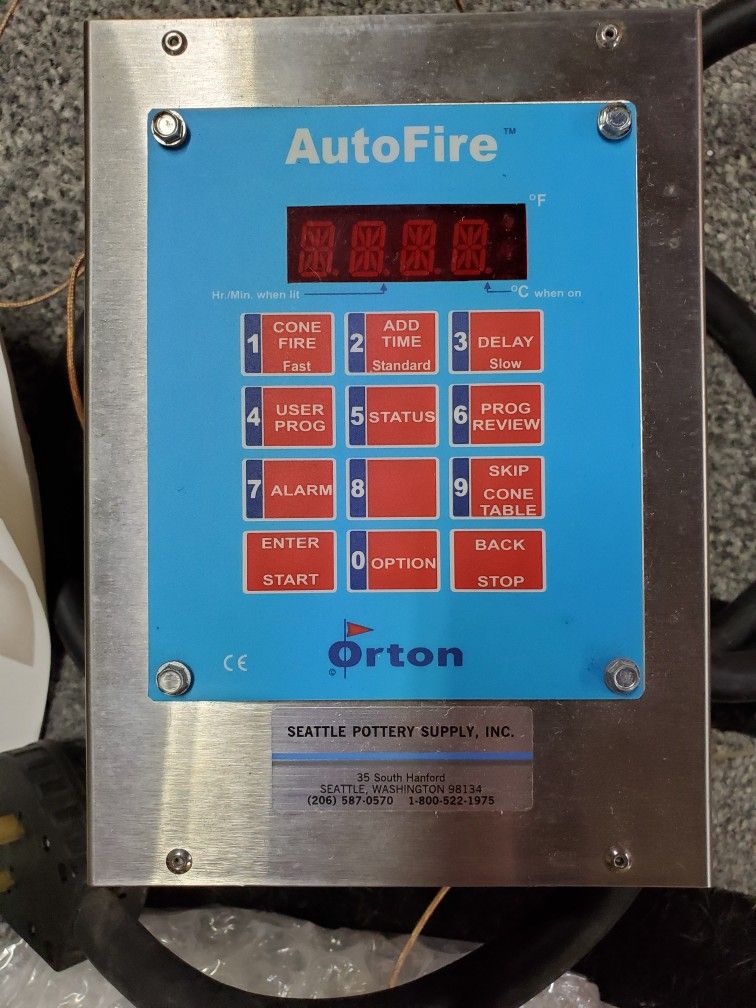 AutoFire™
°F
Hr./Min. when lit
°C when on
1 CONE FIRE Fast
2 ADD TIME Standard
3 DELAY Slow
4 USER PROG
5 STATUS
6 PROG REVIEW
7 ALARM
8
9 SKIP CONE TABLE
ENTER START
0 OPTION
BACK STOP
CE
© Orton
SEATTLE POTTERY SUPPLY, INC.
35 South Hanford
SEATTLE, WASHINGTON 98134
(206) 587-0570 1-800-522-1975